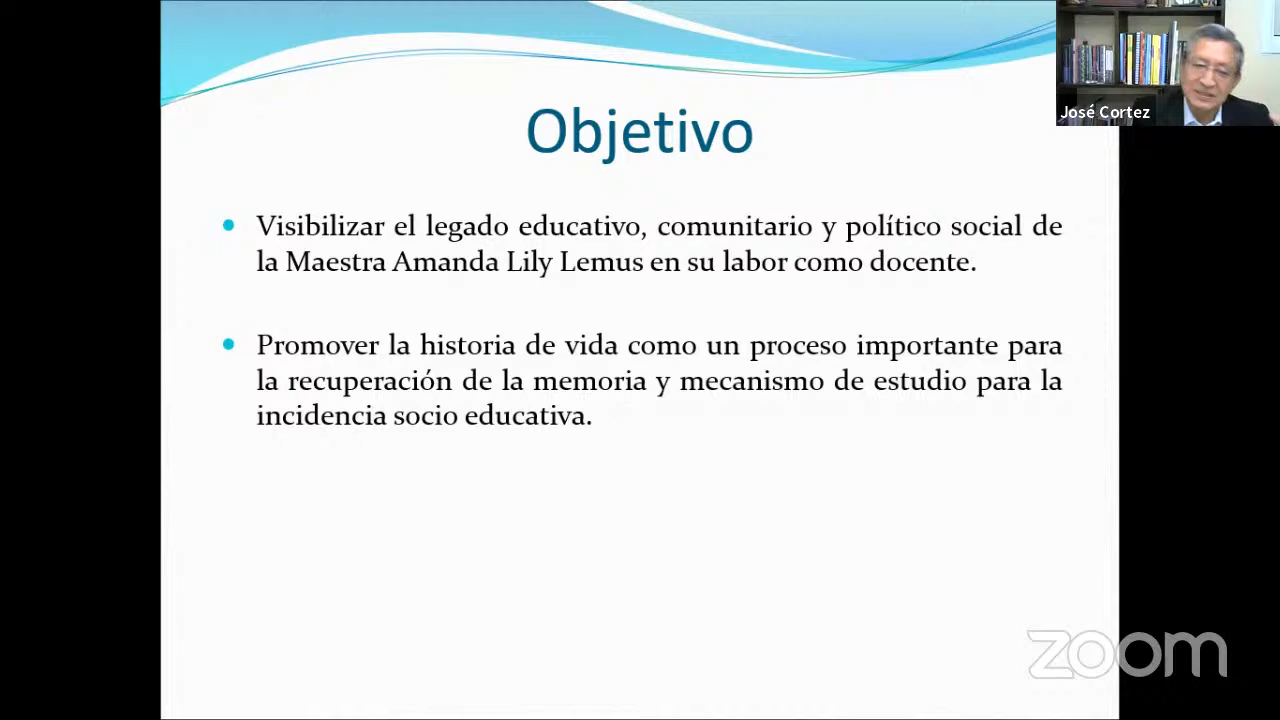 José Cortez
Objetivo
Visibilizar el legado educativo, comunitario y político social de
la Maestra Amanda Lily Lemus en su labor como docente.
Promover la historia de vida como un proceso importante para
la recuperación de la memoria y mecanismo de estudio para la
incidencia socio educativa.
zoom